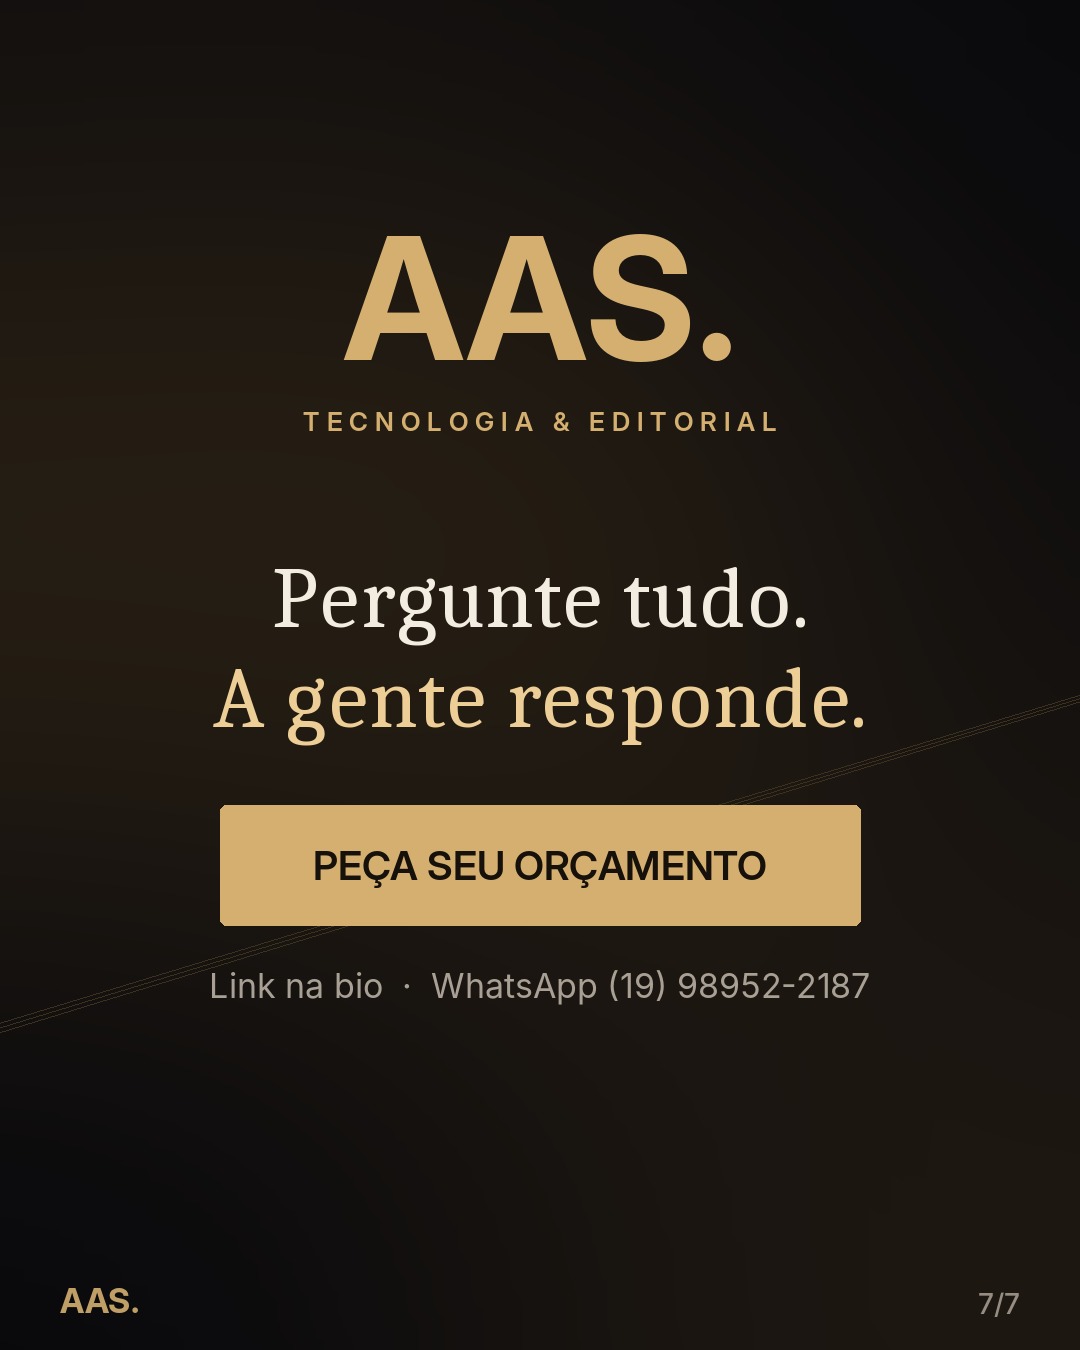 AAS.
TECNOLOGIA & EDITORIAL
Pergunte tudo.
A gente responde.
PEÇA SEU ORÇAMENTO
Link na bio · WhatsApp (19) 98952-2187
AAS.
7/7